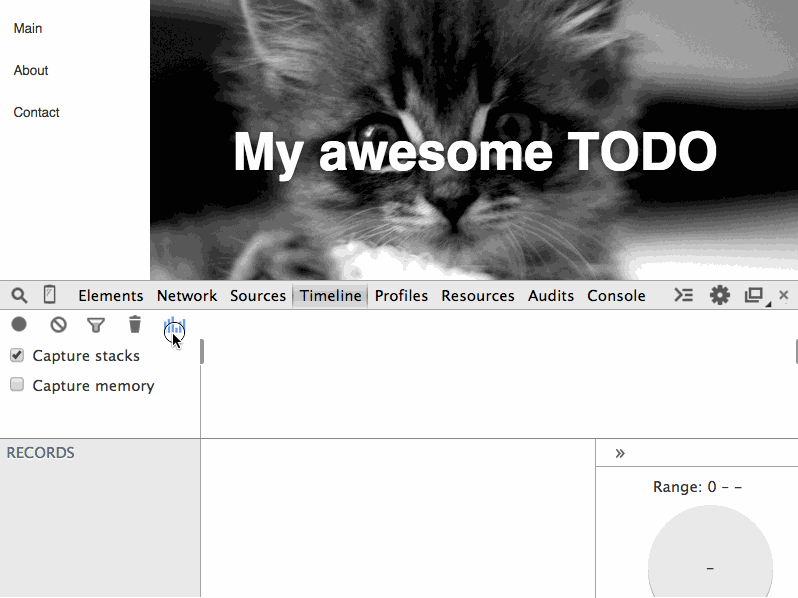 Main
About
Contact
My awesome TODO
Elements Network Sources Timeline Profiles Resources Audits Console
Capture stacks
Capture memory
RECORDS
Range: 0 – –
–